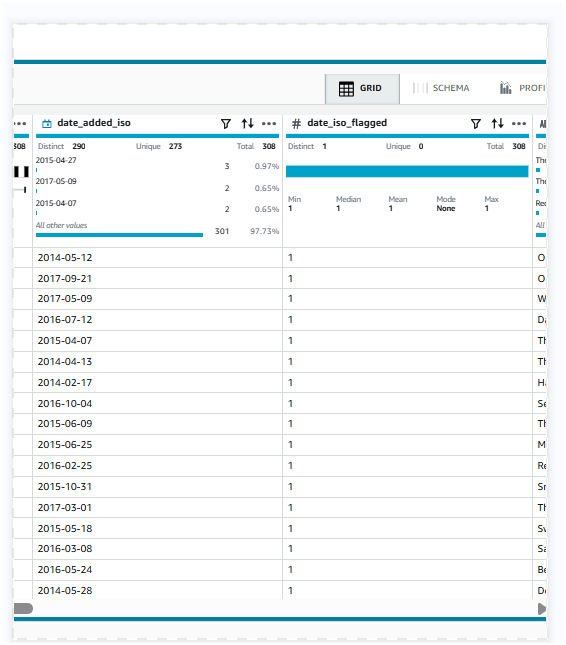 GRID SCHEMA PROFI
date_added_iso # date_iso_flagged
308 Distinct 290 Unique 273 Total 308 Distinct 1 Unique 0 Total 308
2015-04-27 3 0.97%
2017-05-09 2 0.65%
2015-04-07 2 0.65%
Min Median Mean Mode Max
1 1 1 None 1
All other values 301 97.73% All
2014-05-12 1 O
2017-09-21 1 O
2017-05-09 1 W
2016-07-12 1 Da
2015-04-07 1 Th
2014-04-13 1 Th
2014-02-17 1 Ha
2016-10-04 1 Se
2015-06-09 1 Th
2015-06-25 1 M
2016-02-25 1 Re
2015-10-31 1 Sn
2017-03-01 1 Th
2015-05-18 1 Sv
2016-03-08 1 Sa
2016-05-24 1 Be
2014-05-28 1 De